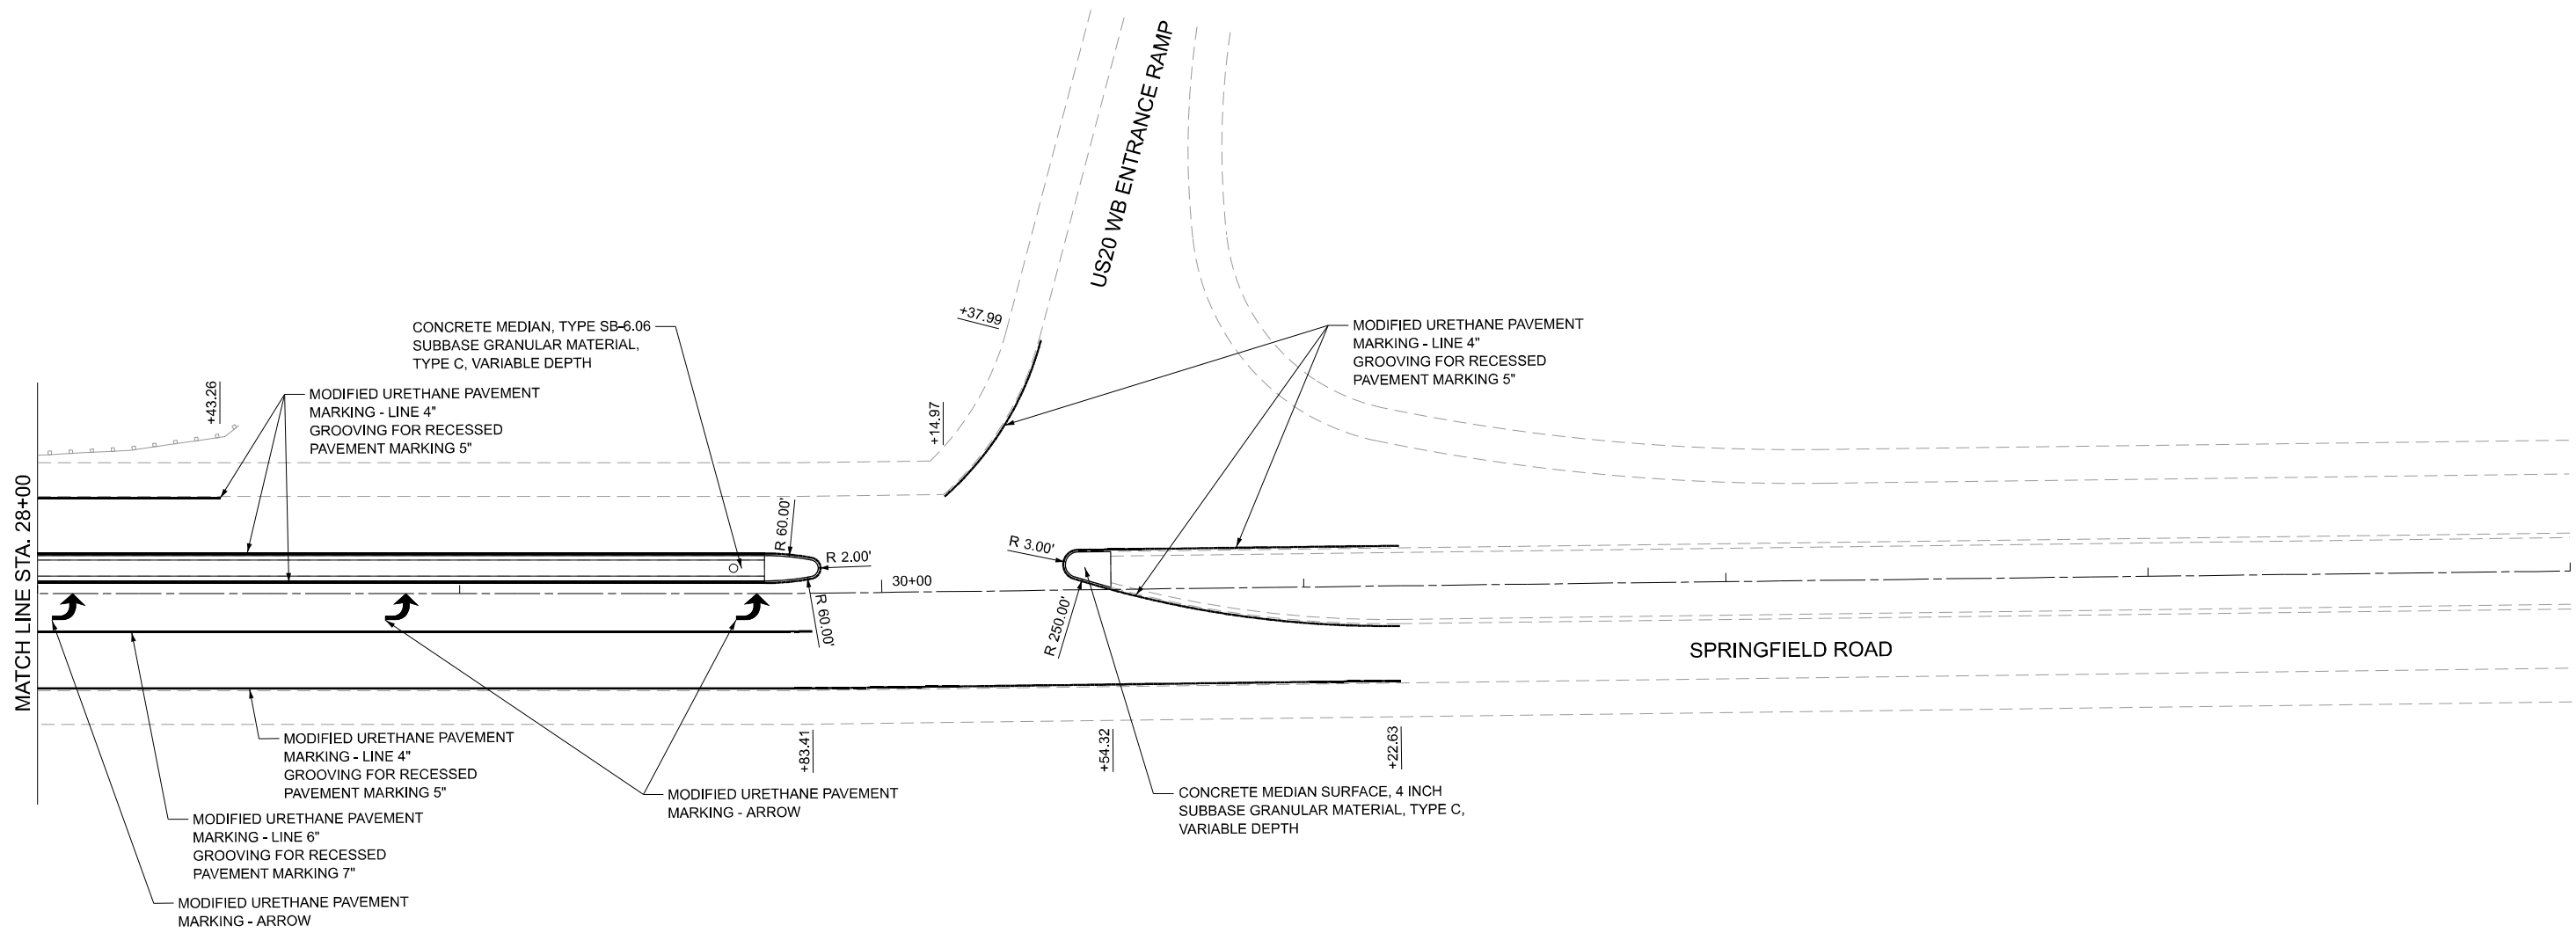 US20 WB ENTRANCE RAMP
+37.99
CONCRETE MEDIAN, TYPE SB-6.06
SUBBASE GRANULAR MATERIAL,
TYPE C, VARIABLE DEPTH
MODIFIED URETHANE PAVEMENT
MARKING - LINE 4"
GROOVING FOR RECESSED
PAVEMENT MARKING 5"
+43.26
MODIFIED URETHANE PAVEMENT
MARKING - LINE 4"
GROOVING FOR RECESSED
PAVEMENT MARKING 5"
+14.97
MATCH LINE STA. 28+00
R 60.00'
R 2.00'
R 60.00'
30+00
R 3.00'
R 250.00'
SPRINGFIELD ROAD
MODIFIED URETHANE PAVEMENT
MARKING - LINE 4"
GROOVING FOR RECESSED
PAVEMENT MARKING 5"
+83.41
+54.32
+22.63
MODIFIED URETHANE PAVEMENT
MARKING - ARROW
CONCRETE MEDIAN SURFACE, 4 INCH
SUBBASE GRANULAR MATERIAL, TYPE C,
VARIABLE DEPTH
MODIFIED URETHANE PAVEMENT
MARKING - LINE 6"
GROOVING FOR RECESSED
PAVEMENT MARKING 7"
MODIFIED URETHANE PAVEMENT
MARKING - ARROW